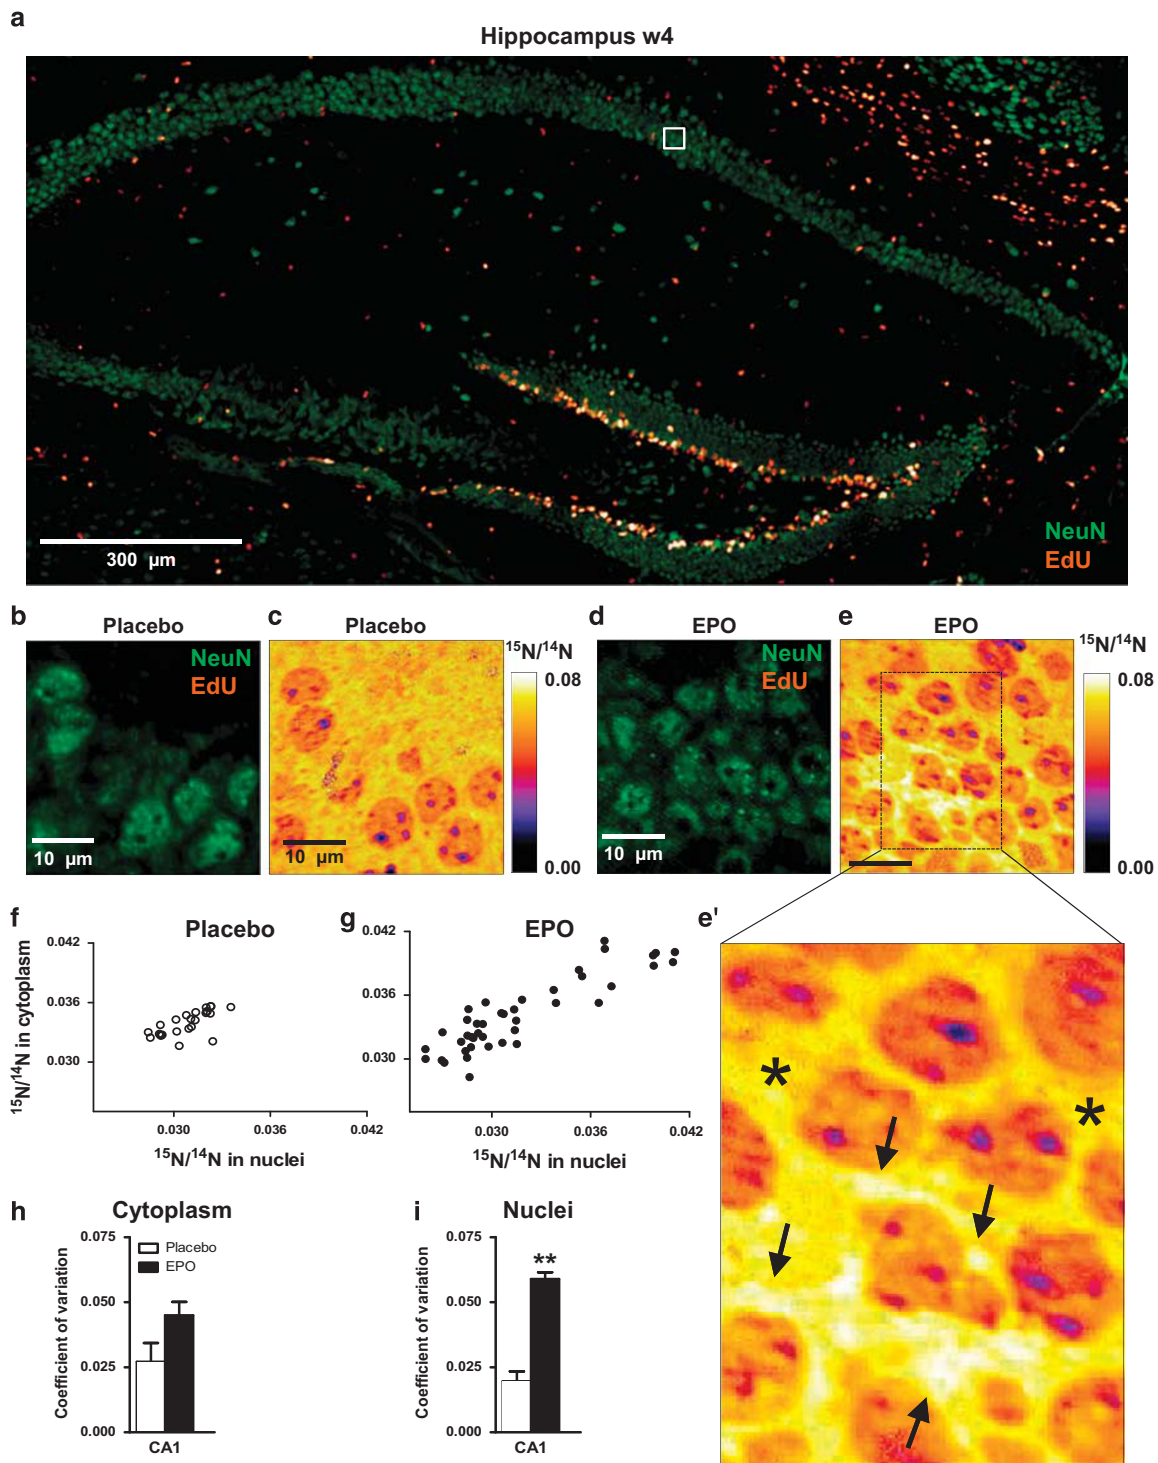 a
Hippocampus w4
300 µm
NeuN
EdU
b
Placebo
NeuN
EdU
10 µm
c
Placebo
10 µm
¹⁵N/¹⁴N
0.08
0.00
d
EPO
NeuN
EdU
10 µm
e
EPO
¹⁵N/¹⁴N
0.08
0.00
f
Placebo
¹⁵N/¹⁴N in cytoplasm
0.042
0.036
0.030
0.030
0.036
0.042
¹⁵N/¹⁴N in nuclei
g
EPO
0.042
0.036
0.030
0.030
0.036
0.042
¹⁵N/¹⁴N in nuclei
e'
*
*
h
Cytoplasm
Coefficient of variation
0.075
0.050
0.025
0.000
Placebo
EPO
CA1
i
Nuclei
Coefficient of variation
0.075
0.050
0.025
0.000
**
CA1